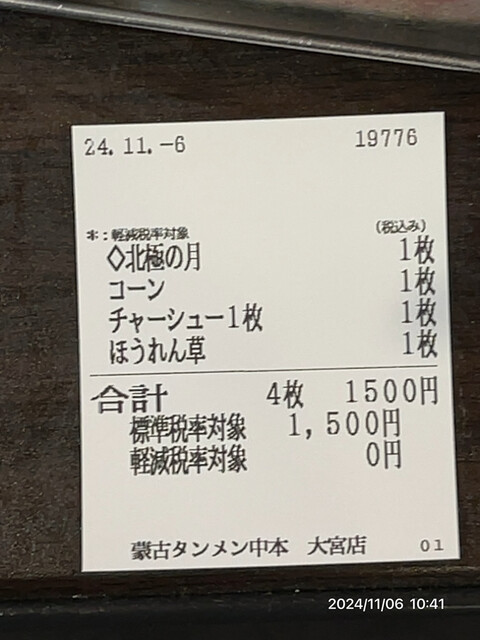 24.11.-6 19776
*:軽減税率対象 (税込み)
◇北極の月 1枚
コーン 1枚
チャーシュー1枚 1枚
ほうれん草 1枚
合計 4枚 1500円
標準税率対象 1,500円
軽減税率対象 0円
蒙古タンメン中本 大宮店 01
2024/11/06 10:41